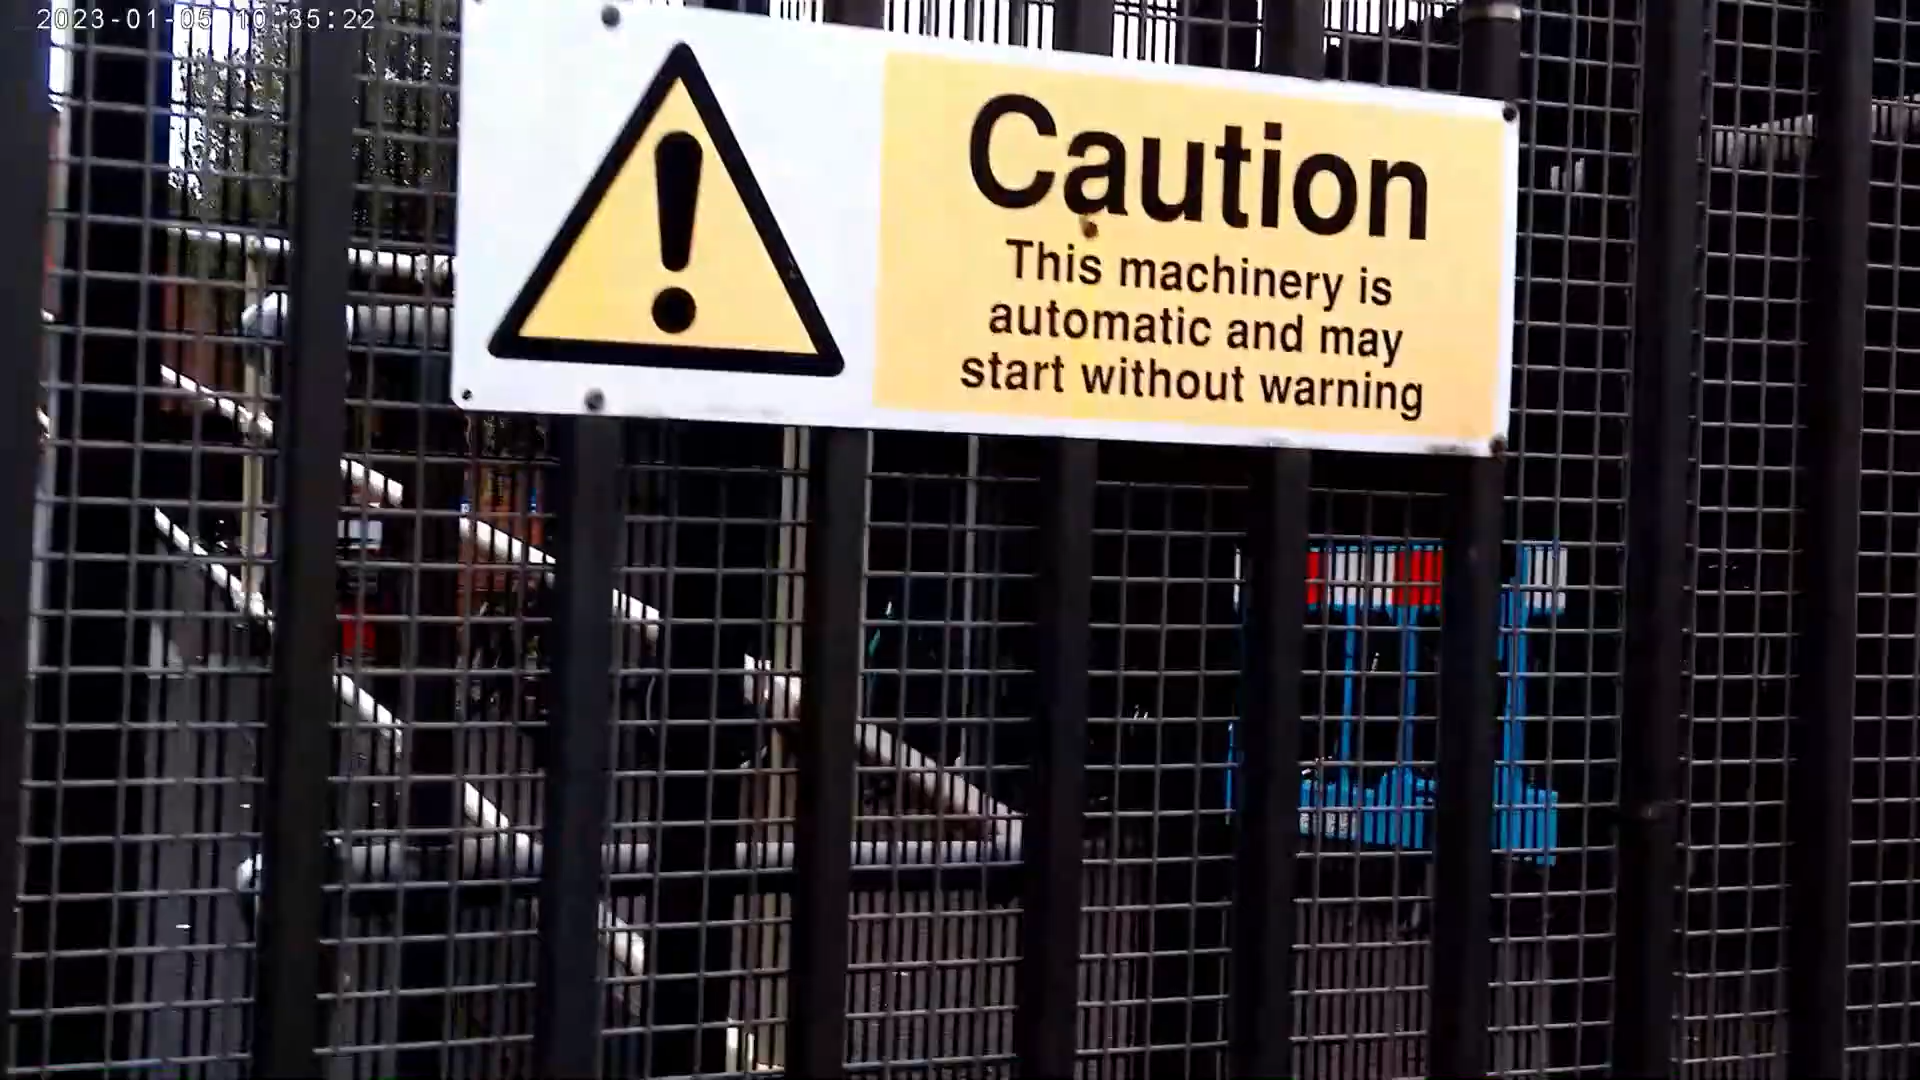 2023-01-05 10:35:22
Caution
This machinery is
automatic and may
start without warning